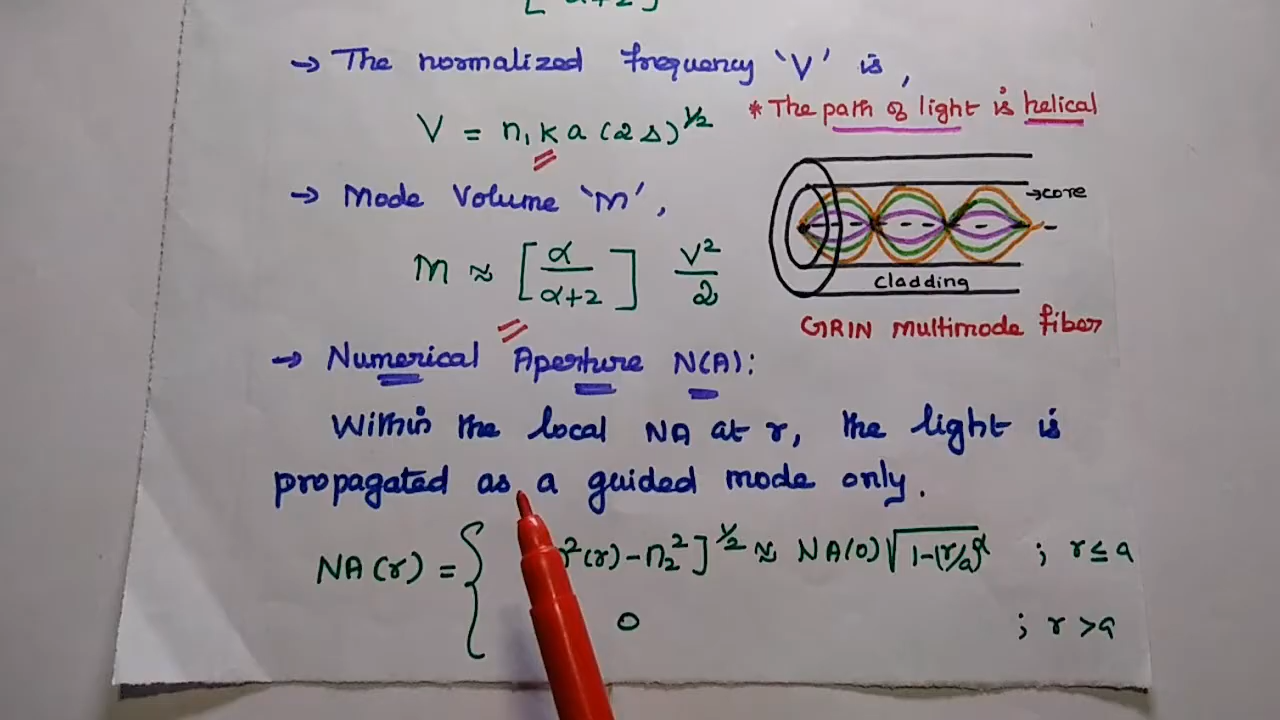 [ α+2 ]
→ The normalized frequency 'V' is,
V = n₁ k a (2 Δ)^1/2
* The path of light is helical
→ core
cladding
GRIN multimode fiber
→ Mode Volume 'M',
M ≈ [α/α+2] V²/2
→ Numerical Aperture N(A):
Within the local NA at r, the light is
propagated as a guided mode only.
NA(r) = { ²(r) - n₂²]^1/2 ≈ NA(0) √1-(r/a)^α ; r ≤ a
0 ; r > a